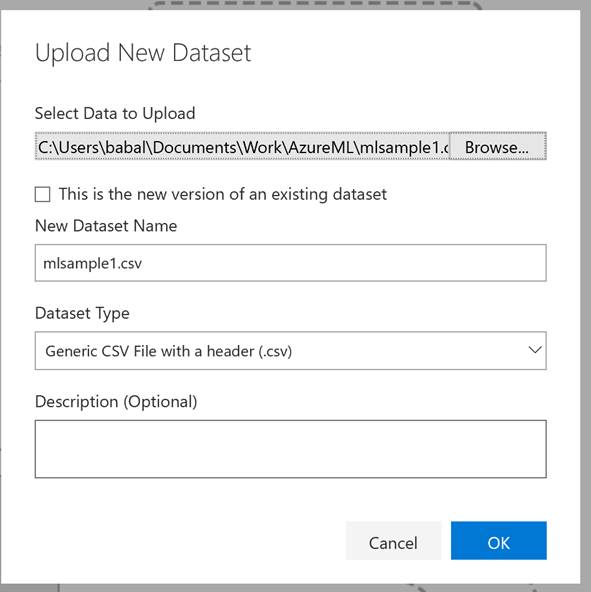 Upload New Dataset
Select Data to Upload
C:\Users\babal\Documents\Work\AzureML\mlsample1.c Browse...
This is the new version of an existing dataset
New Dataset Name
mlsample1.csv
Dataset Type
Generic CSV File with a header (.csv)
Description (Optional)
Cancel OK